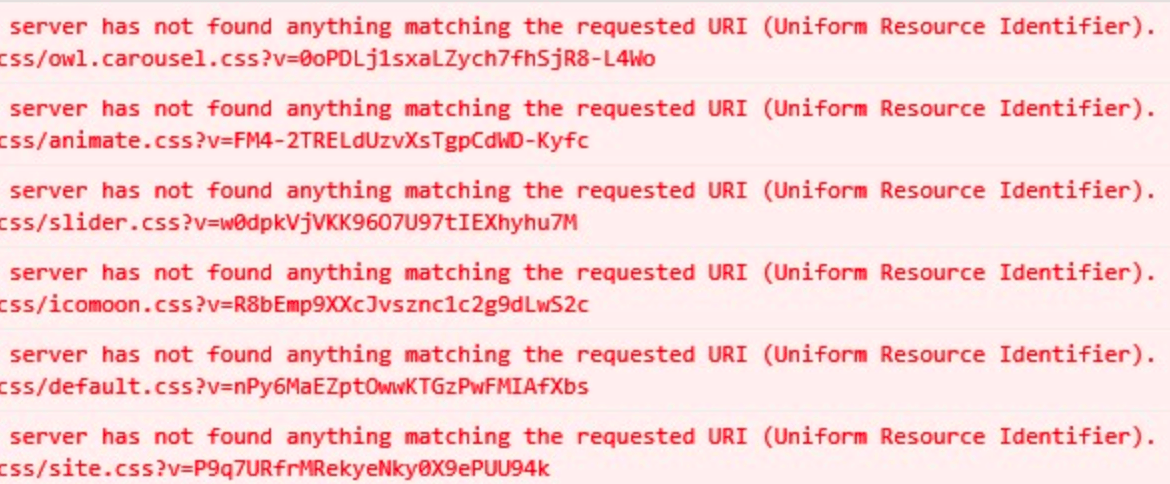 server has not found anything matching the requested URI (Uniform Resource Identifier).
css/owl.carousel.css?v=0oPDLj1sxaLZych7fhSjR8-L4Wo
server has not found anything matching the requested URI (Uniform Resource Identifier).
css/animate.css?v=FM4-2TRELdUzvXsTgpCdWD-Kyfc
server has not found anything matching the requested URI (Uniform Resource Identifier).
css/slider.css?v=w0dpkVjVKK96O7U97tIEXhyhu7M
server has not found anything matching the requested URI (Uniform Resource Identifier).
css/icomoon.css?v=R8bEmp9XXcJvsznc1c2g9dLwS2c
server has not found anything matching the requested URI (Uniform Resource Identifier).
css/default.css?v=nPy6MaEZptOwwKTGzPwFMIAfXbs
server has not found anything matching the requested URI (Uniform Resource Identifier).
css/site.css?v=P9q7URfrMRekyeNky0X9ePUU94k